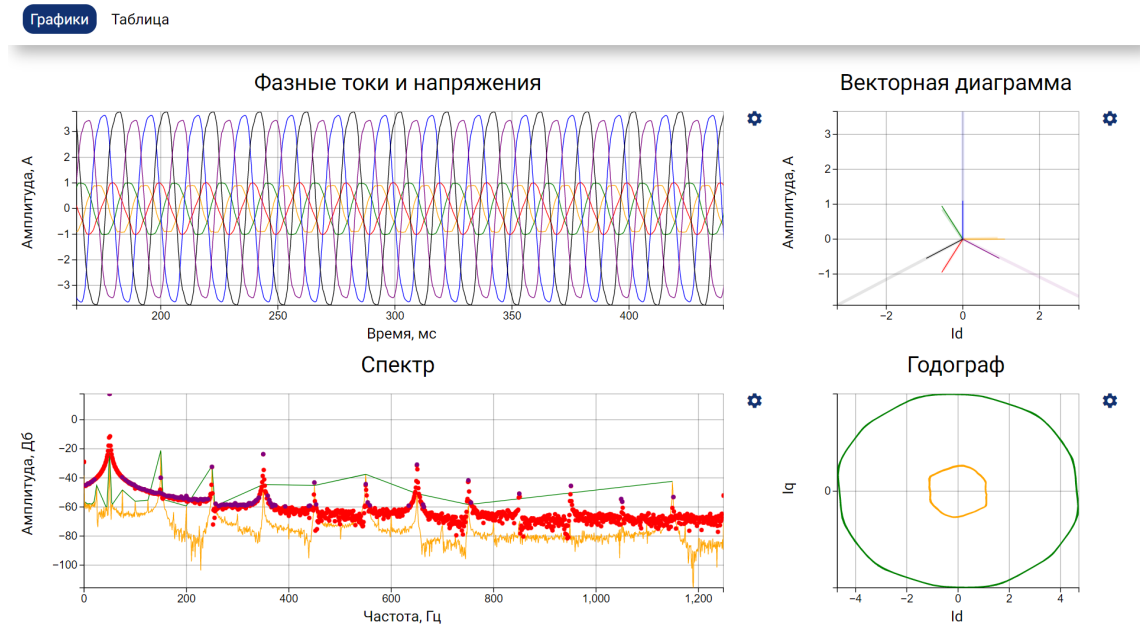 Графики Таблица
Фазные токи и напряжения
Амплитуда, А
3
2
1
0
−1
−2
−3
200 250 300 350 400
Время, мс
Векторная диаграмма
Амплитуда, А
3
2
1
0
−1
−2 0 2
Id
Спектр
Амплитуда, Дб
0
−20
−40
−60
−80
−100
0 200 400 600 800 1,000 1,200
Частота, Гц
Годограф
Iq
0
−4 −2 0 2 4
Id